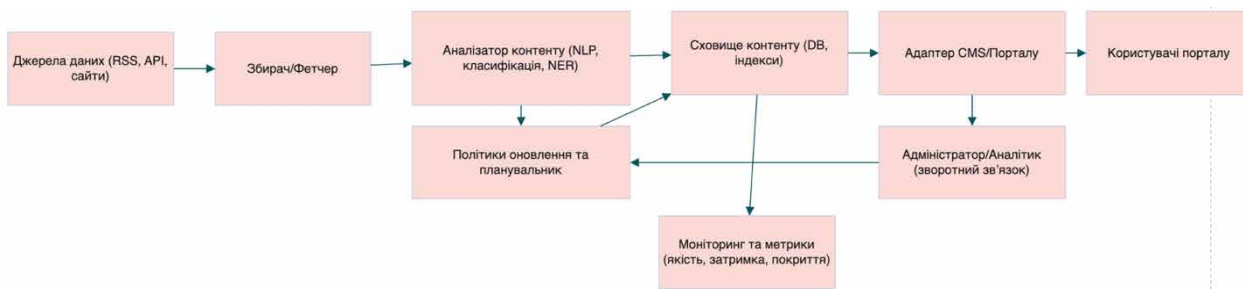 Джерела даних (RSS, API,
сайти)
Збирач/Фетчер
Аналізатор контенту (NLP,
класифікація, NER)
Сховище контенту (DB,
індекси)
Адаптер CMS/Порталу
Користувачі порталу
Політики оновлення та
планувальник
Адміністратор/Аналітик
(зворотний зв'язок)
Моніторинг та метрики
(якість, затримка, покриття)